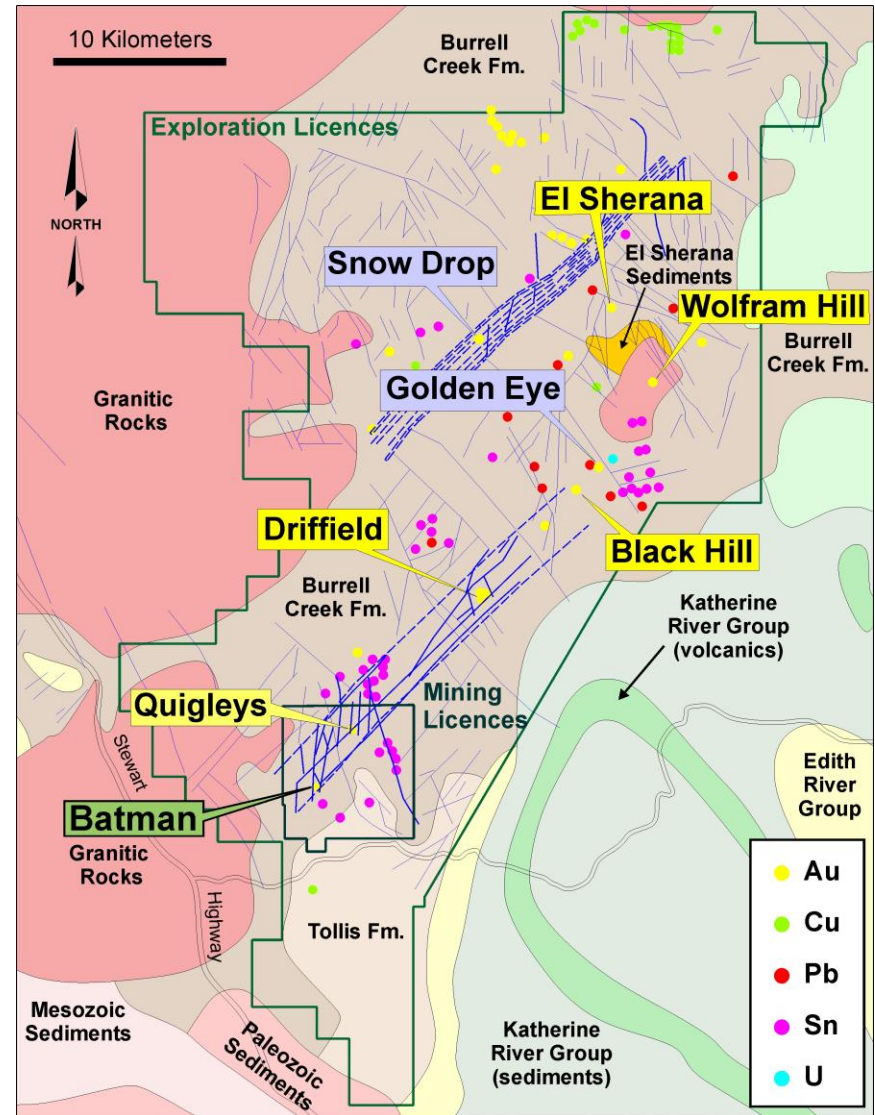 10 Kilometers
Burrell
Creek Fm.
Exploration Licences
NORTH
El Sherana
El Sherana
Sediments
Snow Drop
Wolfram Hill
Burrell
Creek Fm.
Golden Eye
Granitic
Rocks
Driffield
Black Hill
Burrell
Creek Fm.
Katherine
River Group
(volcanics)
Mining
Licences
Quigleys
Stewart
Highway
Edith
River
Group
Batman
Granitic
Rocks
Tollis Fm.
Mesozoic
Sediments
Paleozoic
Sediments
Katherine
River Group
(sediments)
Au
Cu
Pb
Sn
U